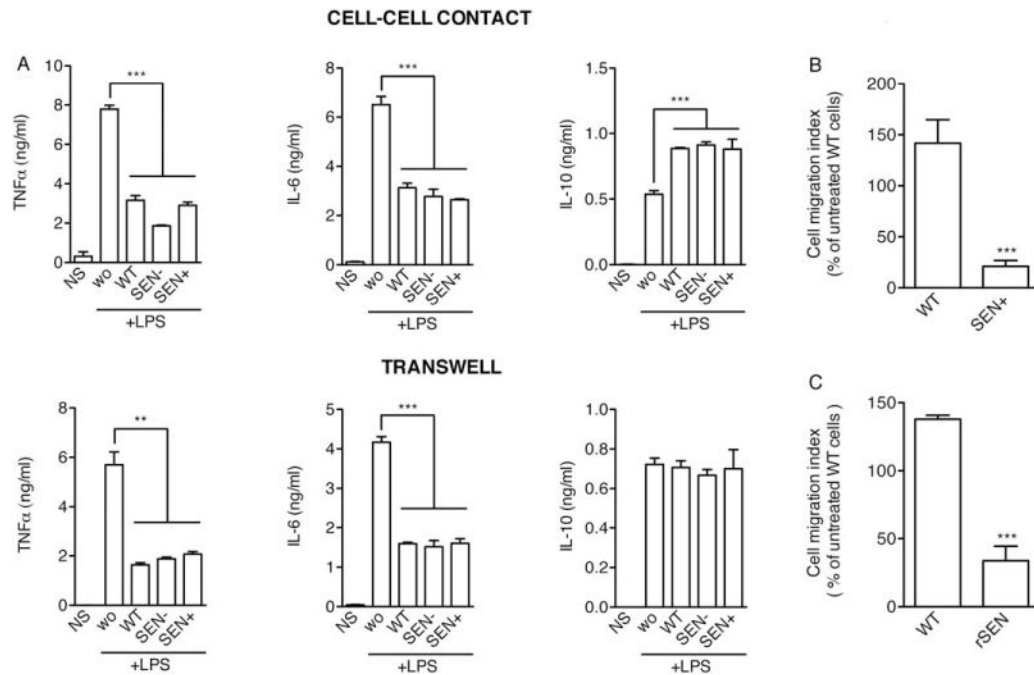 CELL-CELL CONTACT
A
TNFα (ng/ml)
10
8
6
4
2
0
***
NS
wo
WT
SEN-
SEN+
+LPS
IL-6 (ng/ml)
8
6
4
2
0
***
NS
wo
WT
SEN-
SEN+
+LPS
IL-10 (ng/ml)
1.5
1.0
0.5
0.0
***
NS
wo
WT
SEN-
SEN+
+LPS
B
Cell migration index
(% of untreated WT cells)
200
150
100
50
0
***
WT
SEN+
TRANSWELL
TNFα (ng/ml)
6
4
2
0
**
NS
wo
WT
SEN-
SEN+
+LPS
IL-6 (ng/ml)
5
4
3
2
1
0
***
NS
wo
WT
SEN-
SEN+
+LPS
IL-10 (ng/ml)
1.0
0.8
0.6
0.4
0.2
0.0
NS
wo
WT
SEN-
SEN+
+LPS
C
Cell migration index
( % of untreated WT cells )
150
100
50
0
***
WT
rSEN